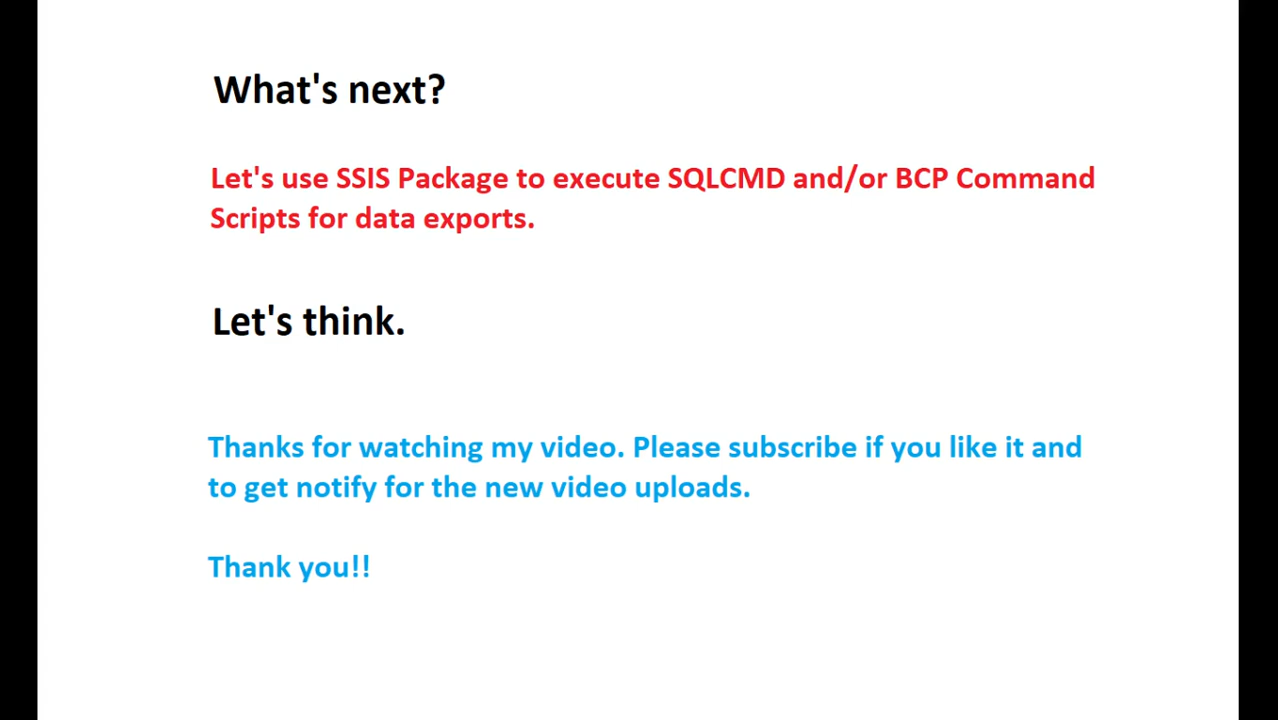 What's next?
Let's use SSIS Package to execute SQLCMD and/or BCP Command
Scripts for data exports.
Let's think.
Thanks for watching my video. Please subscribe if you like it and
to get notify for the new video uploads.
Thank you!!